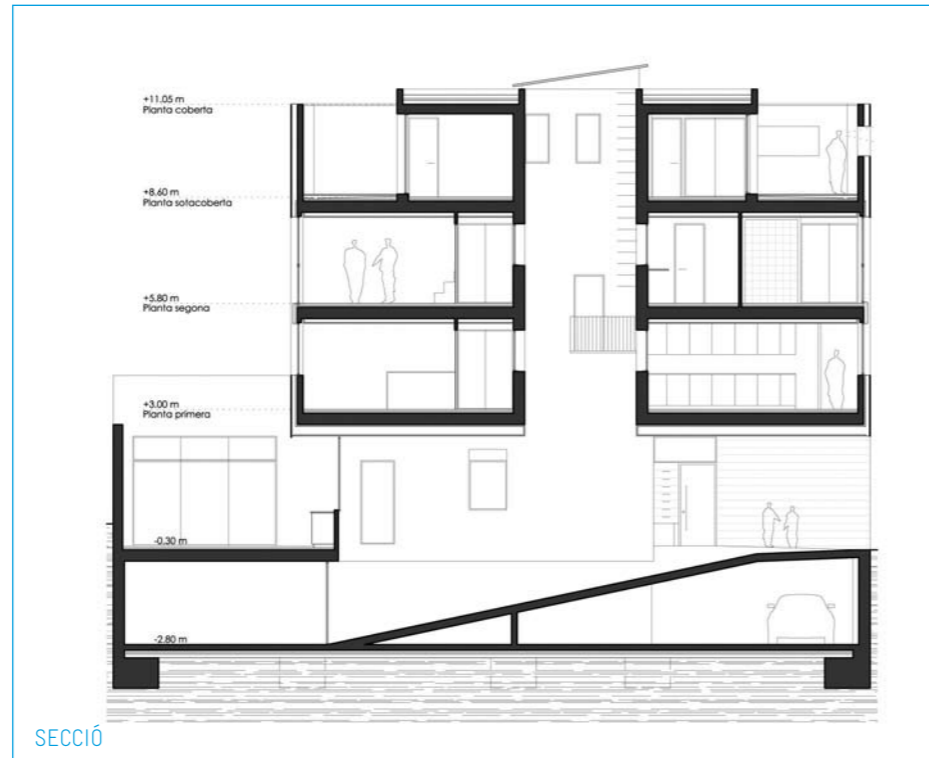 +11.05 m
Planta coberta
+8.60 m
Planta sotacoberta
+5.80 m
Planta segona
+3.00 m
Planta primera
-0.30 m
-2.80 m
SECCIÓ